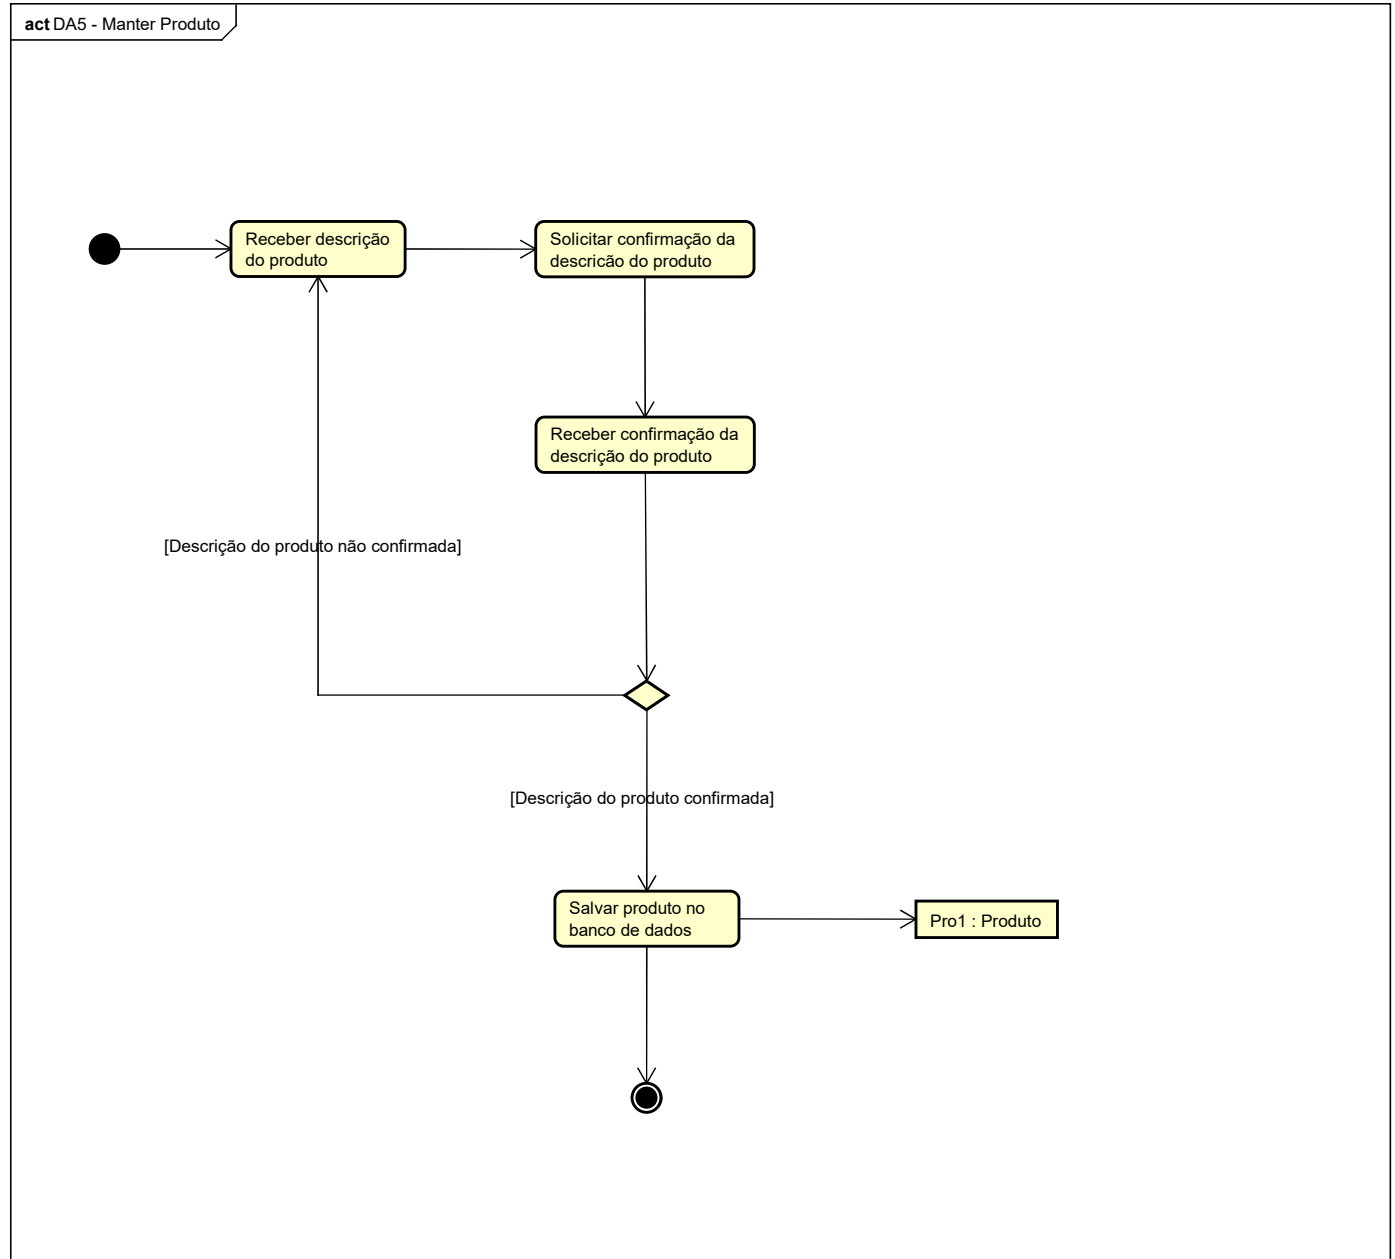 act DA5 - Manter Produto
Receber descrição
do produto
Solicitar confirmação da
descricão do produto
Receber confirmação da
descrição do produto
[Descrição do produto não confirmada]
[Descrição do produto confirmada]
Salvar produto no
banco de dados
Pro1 : Produto